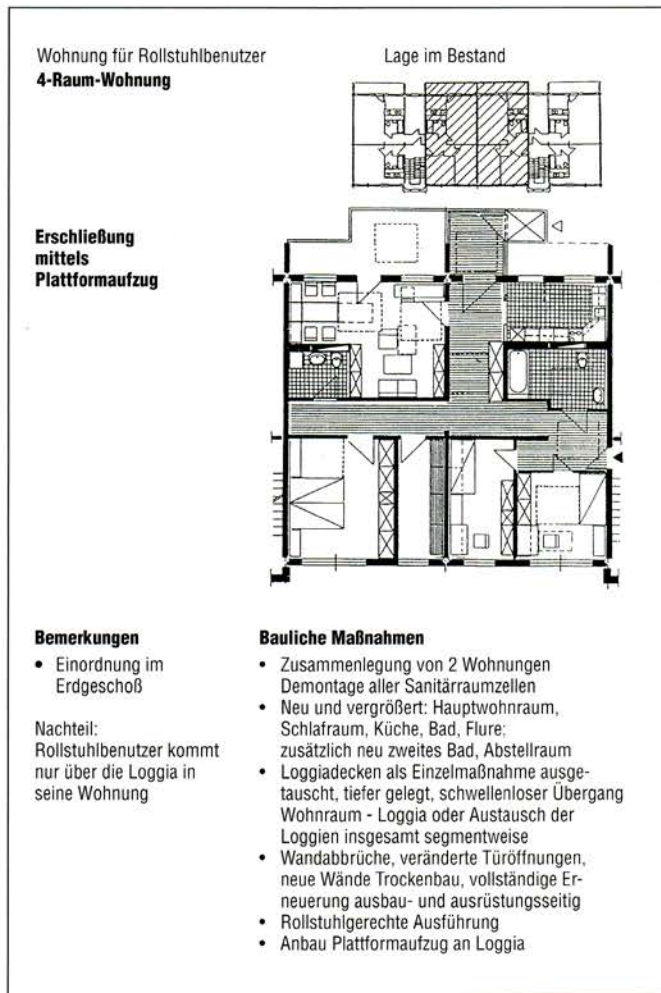 Wohnung für Rollstuhlbenutzer
4-Raum-Wohnung
Lage im Bestand
Erschließung
mittels
Plattformaufzug
Bemerkungen
• Einordnung im
Erdgeschoß
Nachteil:
Rollstuhlbenutzer kommt
nur über die Loggia in
seine Wohnung
Bauliche Maßnahmen
• Zusammenlegung von 2 Wohnungen
Demontage aller Sanitärraumzellen
• Neu und vergrößert: Hauptwohnraum,
Schlafraum, Küche, Bad, Flure;
zusätzlich neu zweites Bad, Abstellraum
• Loggiadecken als Einzelmaßnahme ausge-
tauscht, tiefer gelegt, schwellenloser Übergang
Wohnraum - Loggia oder Austausch der
Loggien insgesamt segmentweise
• Wandabbrüche, veränderte Türöffnungen,
neue Wände Trockenbau, vollständige Er-
neuerung ausbau- und ausrüstungsseitig
• Rollstuhlgerechte Ausführung
• Anbau Plattformaufzug an Loggia